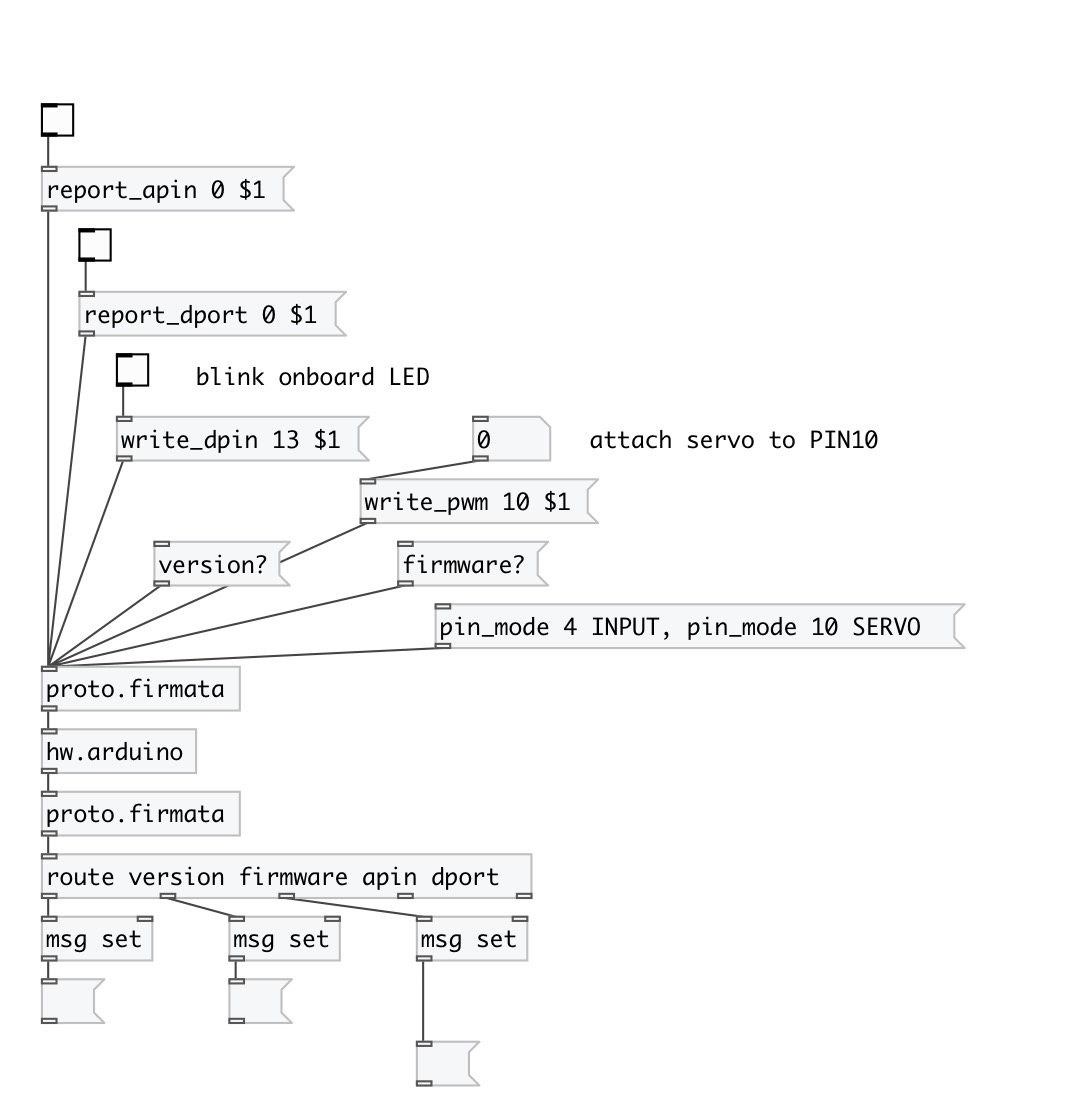 report_apin 0 $1
report_dport 0 $1
blink onboard LED
write_dpin 13 $1
0
attach servo to PIN10
write_pwm 10 $1
version?
firmware?
pin_mode 4 INPUT, pin_mode 10 SERVO
proto.firmata
hw.arduino
proto.firmata
route version firmware apin dport
msg set
msg set
msg set